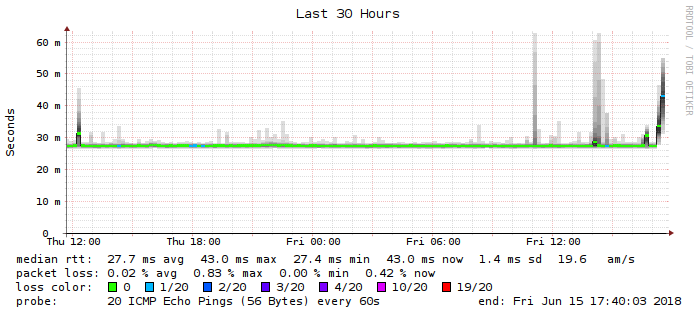 Last 30 Hours
RRDTOOL / TOBI OETIKER
Seconds
60 m
50 m
40 m
30 m
20 m
10 m
0
Thu 12:00 Thu 18:00 Fri 00:00 Fri 06:00 Fri 12:00
median rtt: 27.7 ms avg 43.0 ms max 27.4 ms min 43.0 ms now 1.4 ms sd 19.6 am/s
packet loss: 0.02 % avg 0.83 % max 0.00 % min 0.42 % now
loss color: 0 1/20 2/20 3/20 4/20 10/20 19/20
probe: 20 ICMP Echo Pings (56 Bytes) every 60s end: Fri Jun 15 17:40:03 2018